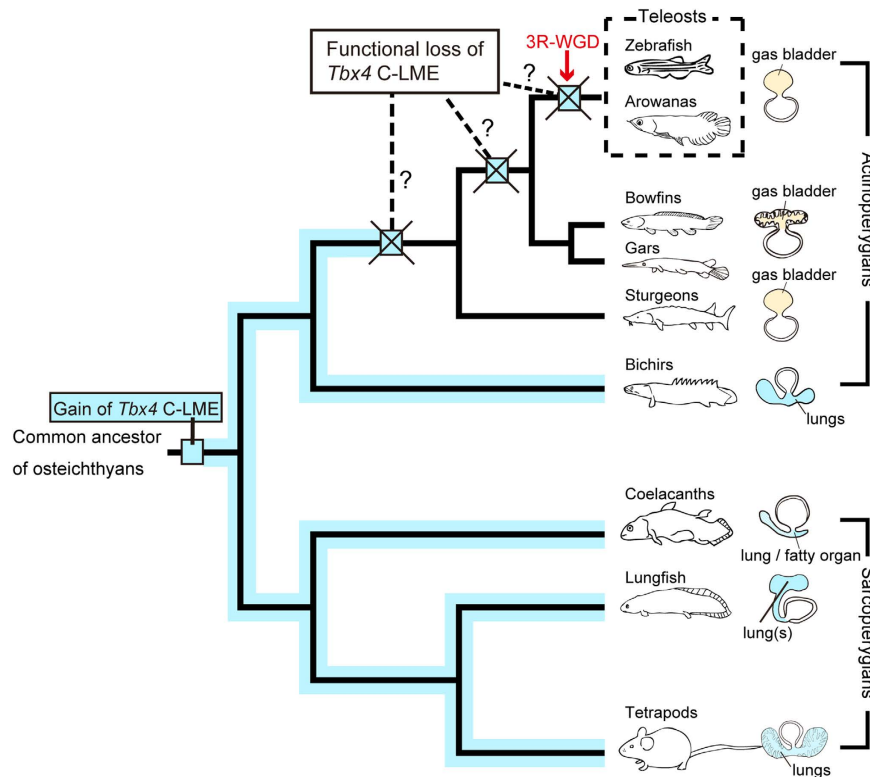 Teleosts
3R-WGD
Functional loss of
Tbx4 C-LME
Zebrafish
gas bladder
?
Arowanas
?
?
Actinopterygians
Bowfins
gas bladder
Gars
gas bladder
Sturgeons
Bichirs
lungs
Gain of Tbx4 C-LME
Common ancestor
of osteichthyans
Coelacanths
lung / fatty organ
Lungfish
lung(s)
Sarcopterygians
Tetrapods
lungs